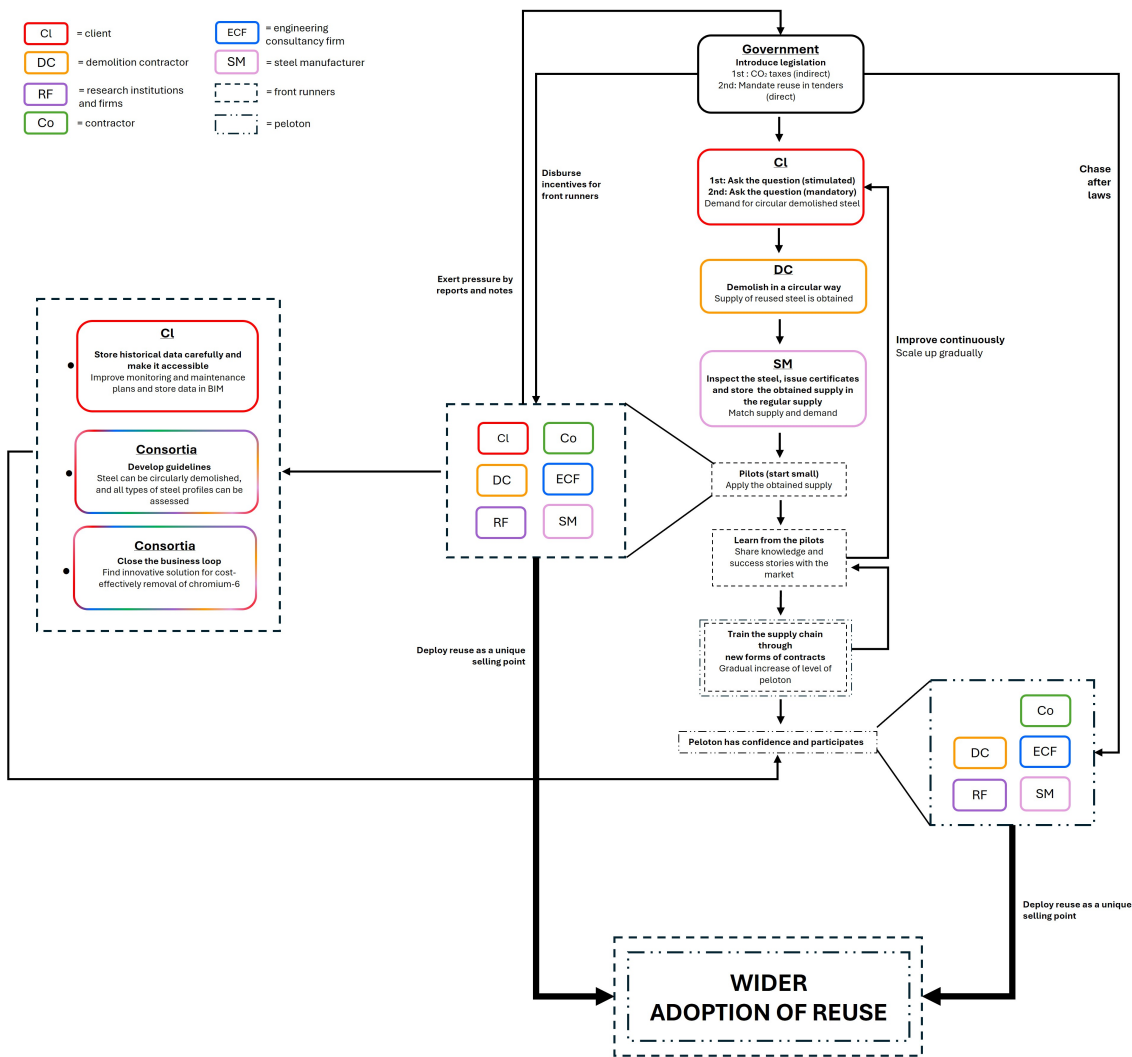 Cl
= client
DC
= demolition contractor
RF
= research institutions
and firms
Co
= contractor
ECF
= engineering
consultancy firm
SM
= steel manufacturer
= front runners
= peloton
Government
Introduce legislation
1st : CO₂ taxes (indirect)
2nd: Mandate reuse in tenders
(direct)
Disburse
incentives for
front runners
Chase
after
laws
Cl
1st: Ask the question (stimulated)
2nd: Ask the question (mandatory)
Demand for circular demolished steel
Exert pressure by
reports and notes
DC
Demolish in a circular way
Supply of reused steel is obtained
Improve continuously
Scale up gradually
SM
Inspect the steel, issue certificates
and store the obtained supply in
the regular supply
Match supply and demand
Cl
Store historical data carefully and
make it accessible
Improve monitoring and maintenance
plans and store data in BIM
Consortia
Develop guidelines
Steel can be circularly demolished,
and all types of steel profiles can be
assessed
Consortia
Close the business loop
Find innovative solution for cost-
effectively removal of chromium-6
Cl
Co
DC
ECF
RF
SM
Pilots (start small)
Apply the obtained supply
Learn from the pilots
Share knowledge and
success stories with the
market
Train the supply chain
through
new forms of contracts
Gradual increase of level of
peloton
Deploy reuse as a unique
selling point
Peloton has confidence and participates
Co
DC
ECF
RF
SM
Deploy reuse as a unique
selling point
WIDER
ADOPTION OF REUSE